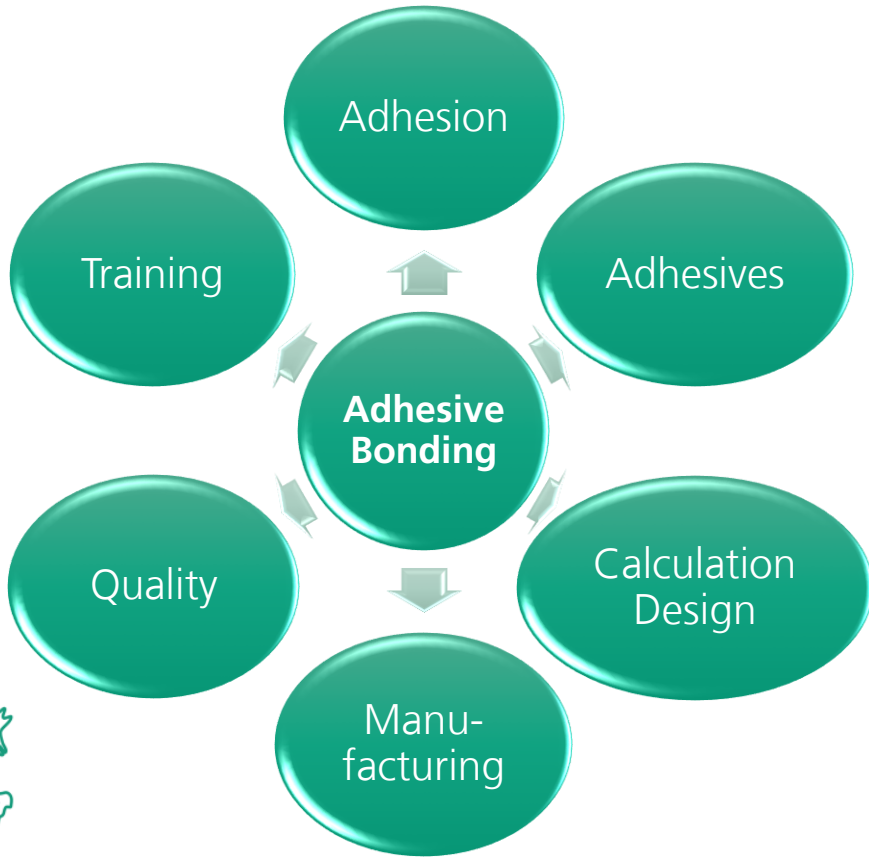 Adhesion
Training
Adhesives
Adhesive
Bonding
Quality
Calculation
Design
Manu-
facturing